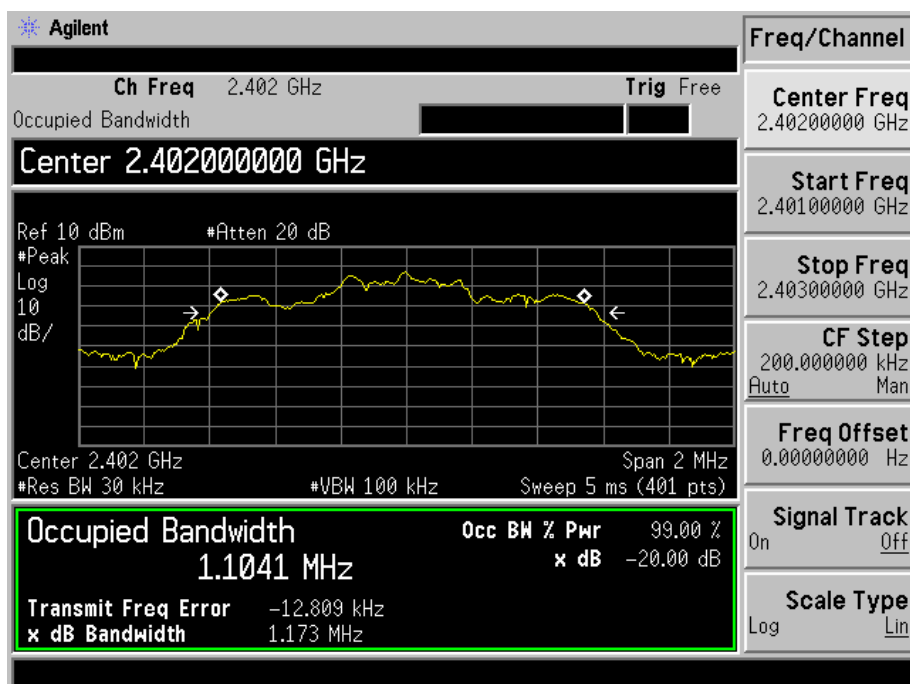 Agilent
Freq/Channel
Ch Freq 2.402 GHz Trig Free
Occupied Bandwidth
Center 2.402000000 GHz
Ref 10 dBm #Atten 20 dB
#Peak
Log
10
dB/
Center 2.402 GHz Span 2 MHz
#Res BW 30 kHz #VBW 100 kHz Sweep 5 ms (401 pts)
Occupied Bandwidth
1.1041 MHz
Occ BW % Pwr 99.00 %
x dB -20.00 dB
Transmit Freq Error -12.809 kHz
x dB Bandwidth 1.173 MHz
Center Freq
2.40200000 GHz
Start Freq
2.40100000 GHz
Stop Freq
2.40300000 GHz
CF Step
200.000000 kHz
Auto Man
Freq Offset
0.00000000 Hz
Signal Track
On Off
Scale Type
Log Lin